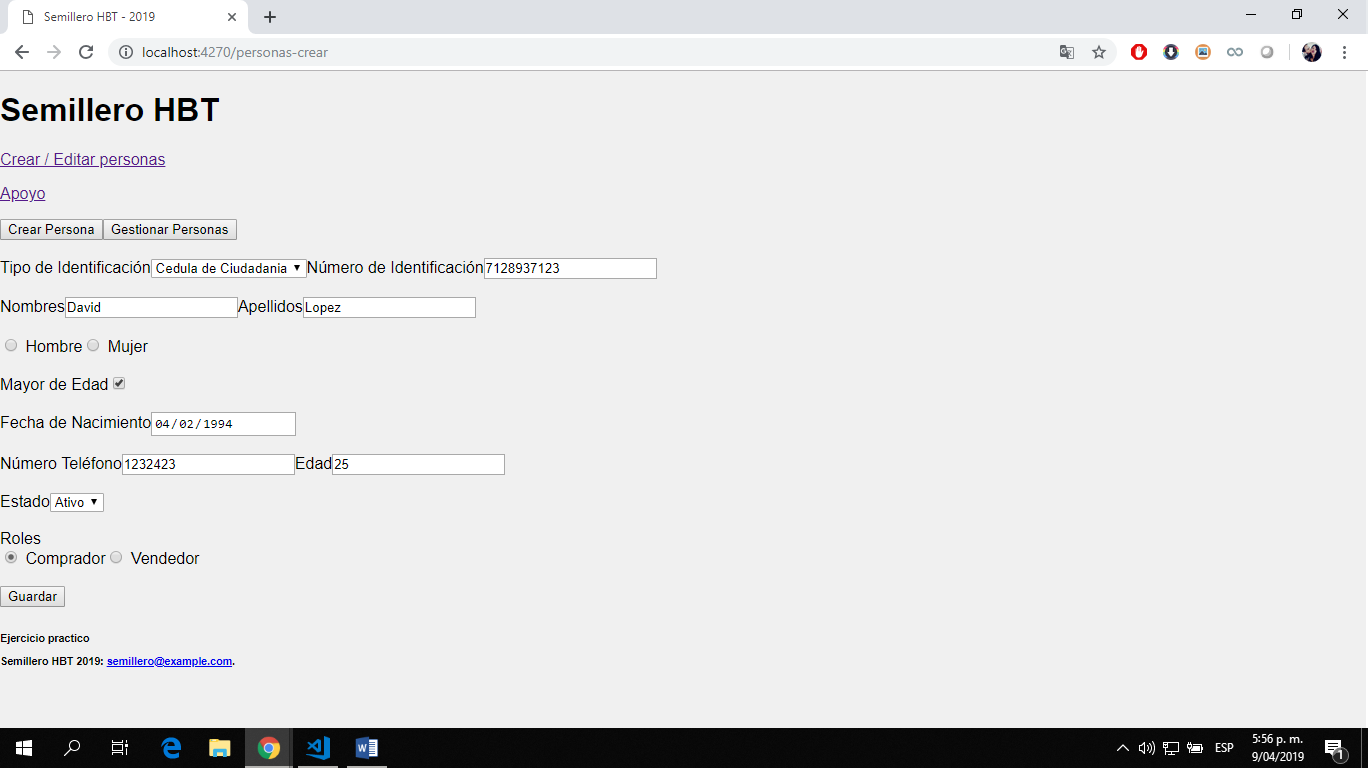 Semillero HBT - 2019
localhost:4270/personas-crear
Semillero HBT
Crear / Editar personas
Apoyo
Crear Persona Gestionar Personas
Tipo de Identificación Cedula de Ciudadania Número de Identificación 7128937123
Nombres David Apellidos Lopez
Hombre Mujer
Mayor de Edad
Fecha de Nacimiento 04/02/1994
Número Teléfono 1232423 Edad 25
Estado Ativo
Roles
Comprador Vendedor
Guardar
Ejercicio practico
Semillero HBT 2019: semillero@example.com.
ESP
5:56 p. m.
9/04/2019
1